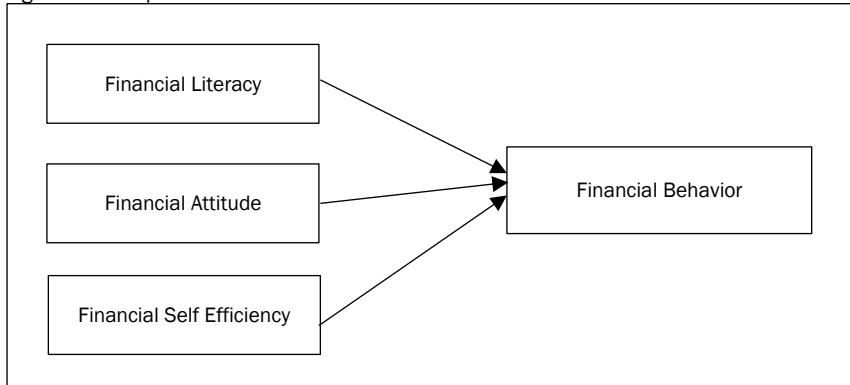 Financial Literacy
Financial Attitude
Financial Behavior
Financial Self Efficiency